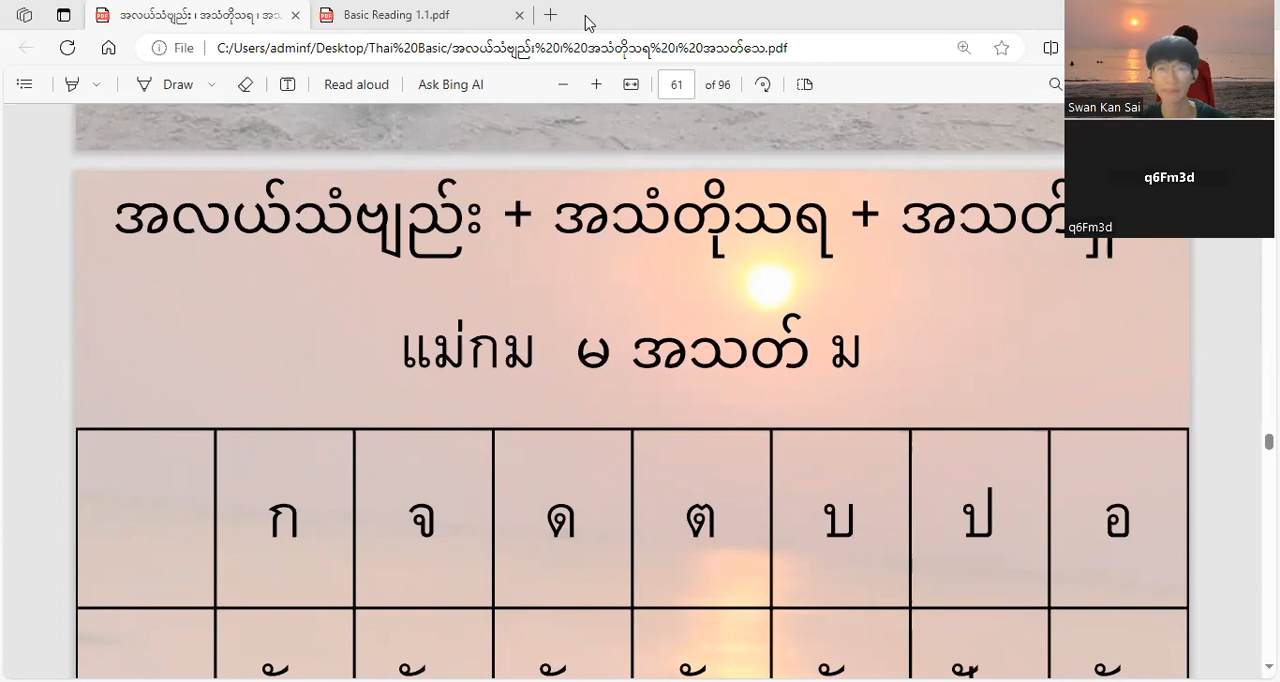 အလယ်သံဗျည်း ၊ အသံတိုသရ ၊ အသ
Basic Reading 1.1.pdf
File
C:/Users/adminf/Desktop/Thai%20Basic/အလယ်သံဗျည်း%20၊%20အသံတိုသရ%20၊%20အသတ်သေ.pdf
Draw
Read aloud
Ask Bing AI
61 of 96
Swan Kan Sai
q6Fm3d
q6Fm3d
အလယ်သံဗျည်း + အသံတိုသရ +
แม่กม မ အသတ် ม
ก จ ด ต บ ป อ